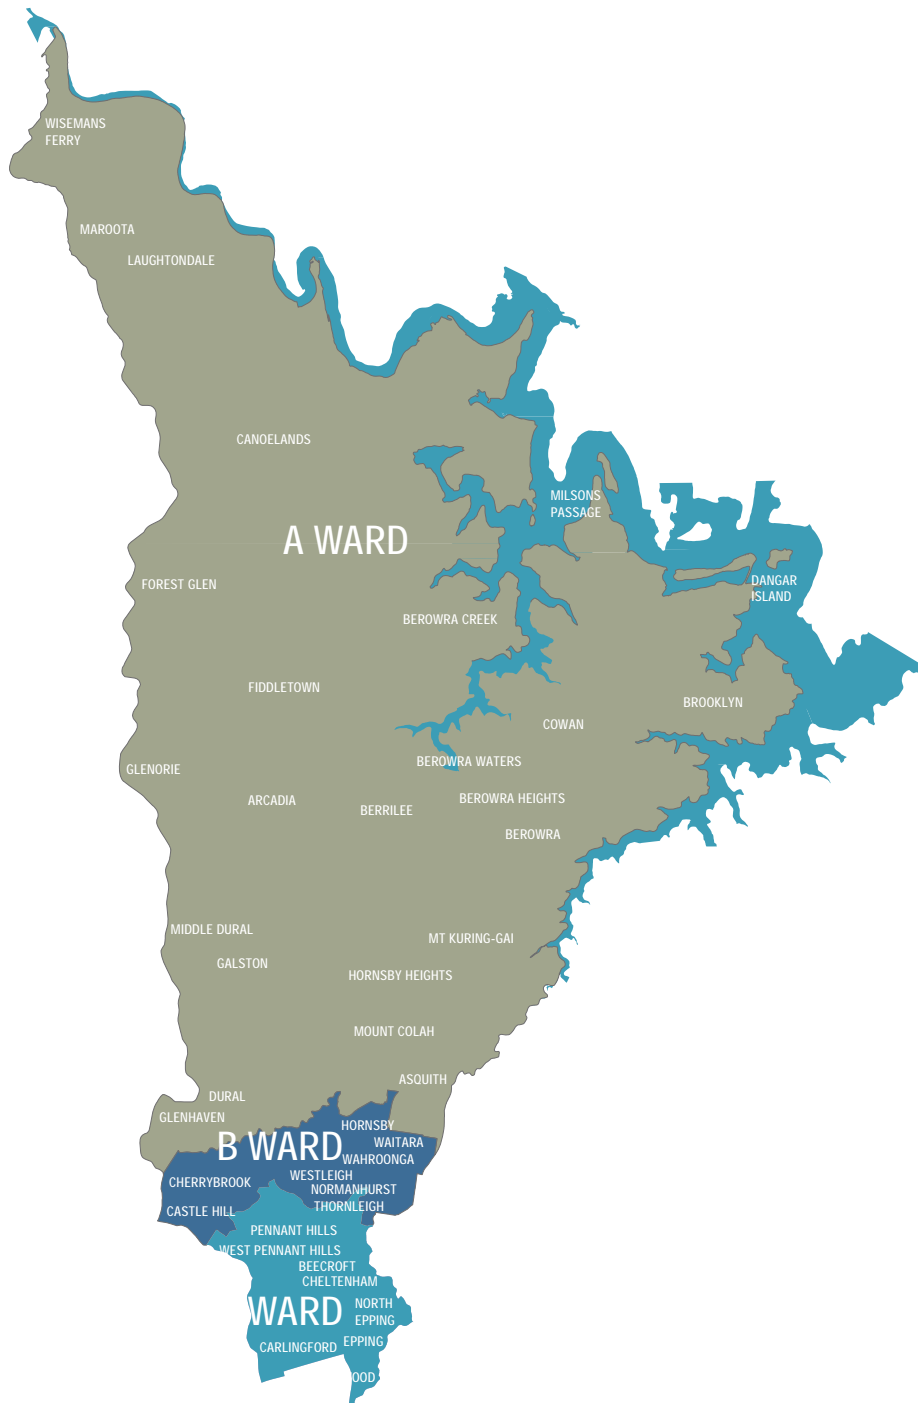 WISEMANS
FERRY
MAROOTA
LAUGHTONDALE
CANOELANDS
MILSONS
PASSAGE
A WARD
FOREST GLEN
DANGAR
ISLAND
BEROWRA CREEK
FIDDLETOWN
BROOKLYN
COWAN
BEROWRA WATERS
GLENORIE
ARCADIA
BEROWRA HEIGHTS
BERRILEE
BEROWRA
MIDDLE DURAL
MT KURING-GAI
GALSTON
HORNSBY HEIGHTS
MOUNT COLAH
ASQUITH
DURAL
GLENHAVEN
HORNSBY
B WARD
WAITARA
WAHROONGA
WESTLEIGH
CHERRYBROOK
NORMANHURST
THORNLEIGH
CASTLE HILL
PENNANT HILLS
WEST PENNANT HILLS
BEECROFT
CHELTENHAM
WARD
NORTH
EPPING
EPPING
CARLINGFORD
OOD